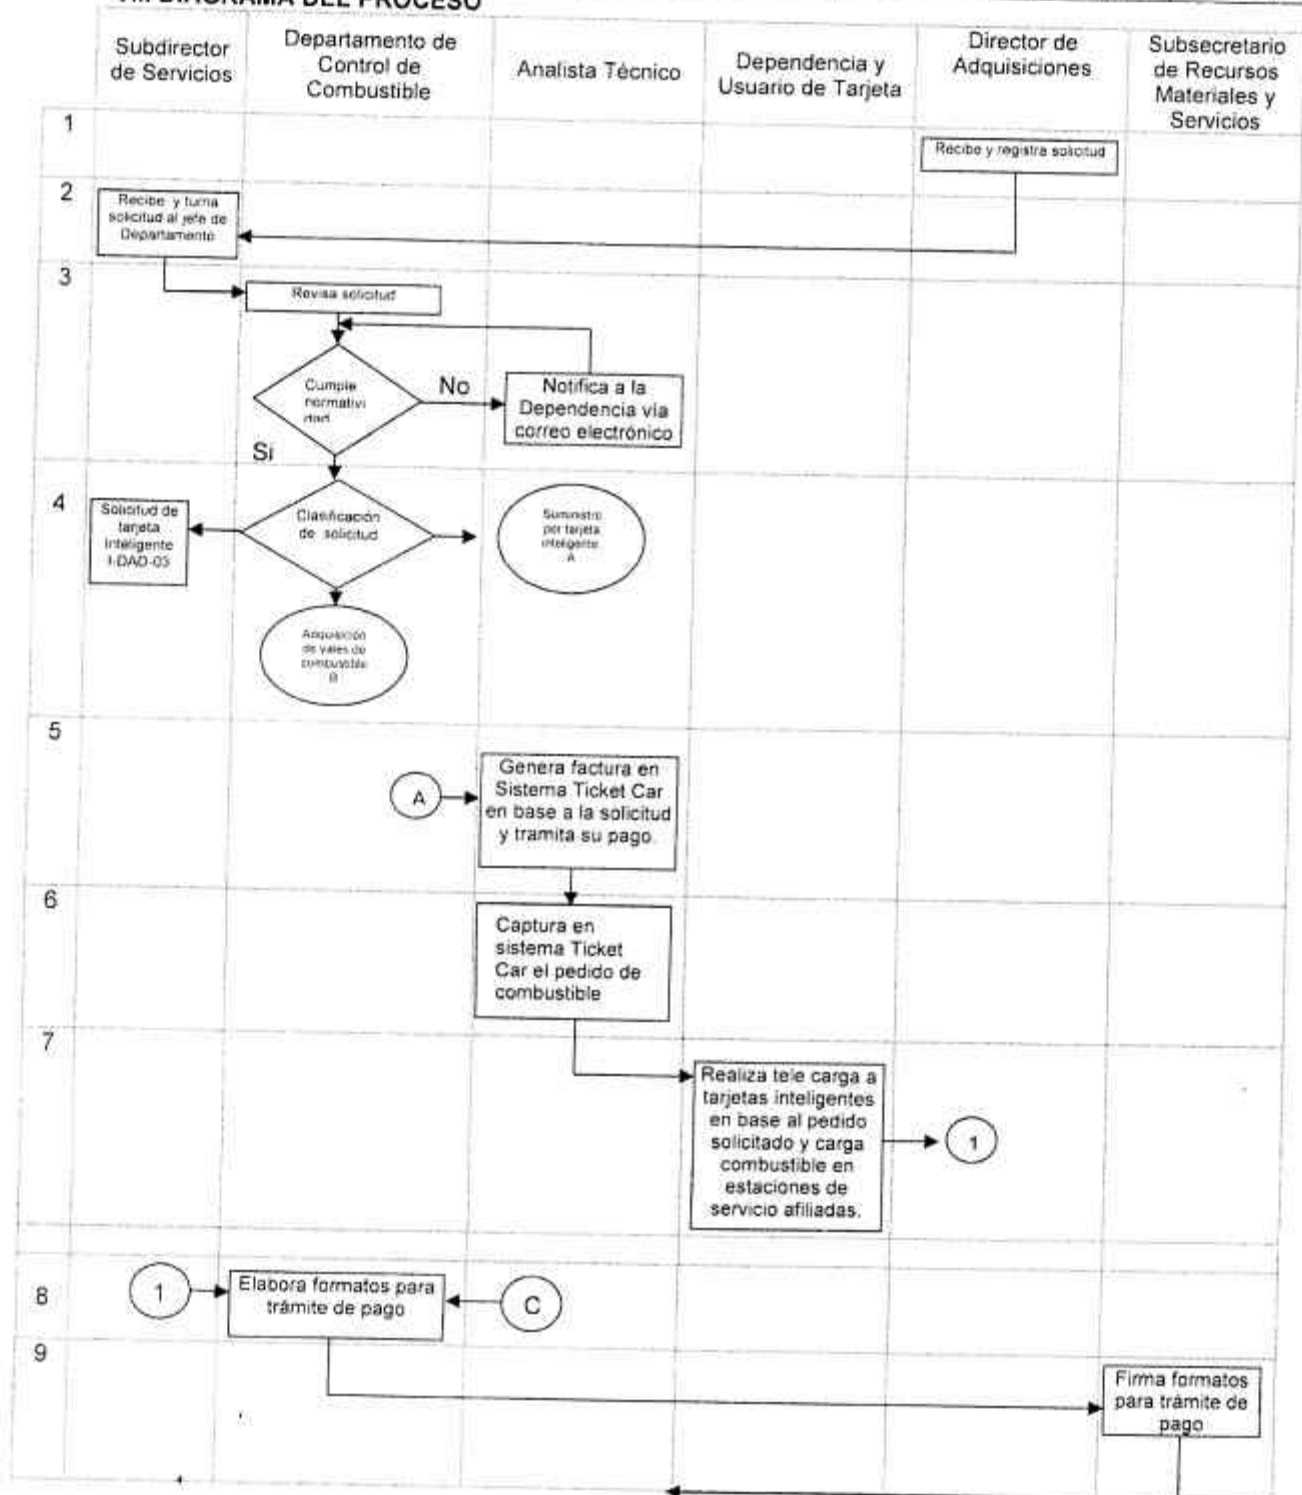 DIAGRAMA DEL PROCESO
Subdirector
de Servicios
Departamento de
Control de
Combustible
Analista Técnico
Dependencia y
Usuario de Tarjeta
Director de
Adquisiciones
Subsecretario
de Recursos
Materiales y
Servicios
1
Recibe y registra solicitud
2
Recibe y turna
solicitud al jefe de
Departamento
3
Revisa solicitud
Cumple
normativi
dad
No
Notifica a la
Dependencia vía
correo electrónico
Si
4
Solicitud de
tarjeta
Inteligente
I-DAD-05
Clasificación
de solicitud
Suministro
por tarjeta
inteligente
A
Adquisición
de vales de
combustible
B
5
A
Genera factura en
Sistema Ticket Car
en base a la solicitud
y tramita su pago.
6
Captura en
sistema Ticket
Car el pedido de
combustible
7
Realiza tele carga a
tarjetas inteligentes
en base al pedido
solicitado y carga
combustible en
estaciones de
servicio afiliadas.
1
8
1
Elabora formatos para
trámite de pago
C
9
Firma formatos
para trámite de
pago